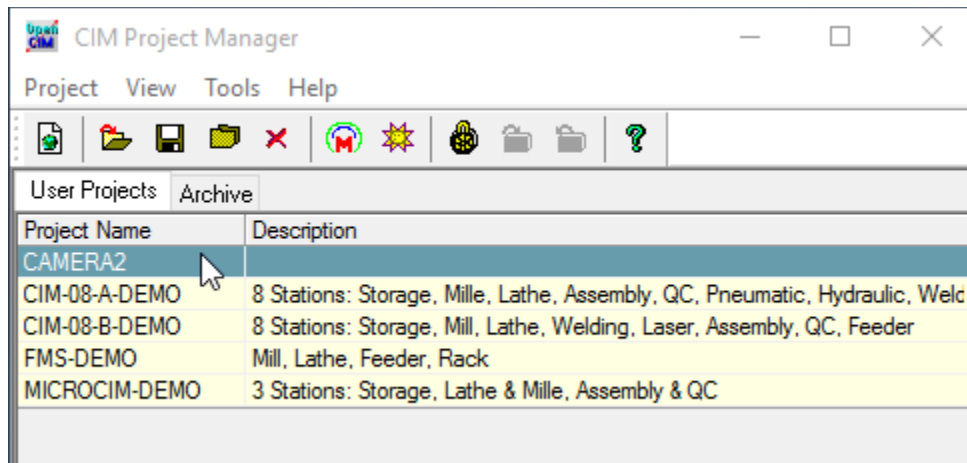 Open CIM CIM Project Manager
Project View Tools Help
M ?
User Projects Archive
Project Name Description
CAMERA2
CIM-08-A-DEMO 8 Stations: Storage, Mille, Lathe, Assembly, QC, Pneumatic, Hydraulic, Weld
CIM-08-B-DEMO 8 Stations: Storage, Mill, Lathe, Welding, Laser, Assembly, QC, Feeder
FMS-DEMO Mill, Lathe, Feeder, Rack
MICROCIM-DEMO 3 Stations: Storage, Lathe & Mille, Assembly & QC